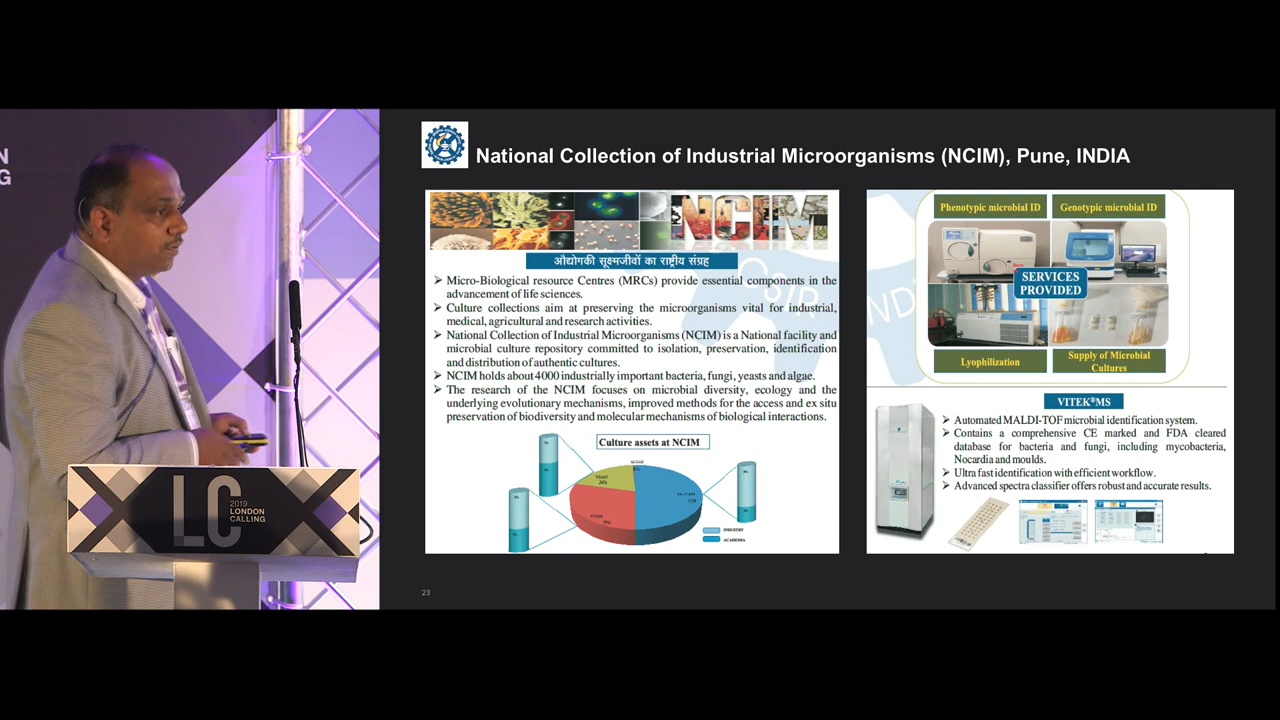 N
G
LC
2019
LONDON
CALLING
National Collection of Industrial Microorganisms (NCIM), Pune, INDIA
NCIM
औद्योगकी सूक्ष्मजीवों का राष्ट्रीय संग्रह
➢ Micro-Biological resource Centres (MRCs) provide essential components in the
advancement of life sciences.
➢ Culture collections aim at preserving the microorganisms vital for industrial,
medical, agricultural and research activities.
➢ National Collection of Industrial Microorganisms (NCIM) is a National facility and
microbial culture repository committed to isolation, preservation, identification
and distribution of authentic cultures.
➢ NCIM holds about 4000 industrially important bacteria, fungi, yeasts and algae.
➢ The research of the NCIM focuses on microbial diversity, ecology and the
underlying evolutionary mechanisms, improved methods for the access and ex situ
preservation of biodiversity and molecular mechanisms of biological interactions.
Culture assets at NCIM
ALGAE
YEAST
20%
FUNGI
INDUSTRY
ACADEMIA
Phenotypic microbial ID
Genotypic microbial ID
SERVICES
PROVIDED
Lyophilization
Supply of Microbial
Cultures
VITEK®MS
➢ Automated MALDI-TOF microbial identification system.
➢ Contains a comprehensive CE marked and FDA cleared
database for bacteria and fungi, including mycobacteria,
Nocardia and moulds.
➢ Ultra fast identification with efficient workflow.
➢ Advanced spectra classifier offers robust and accurate results.
23